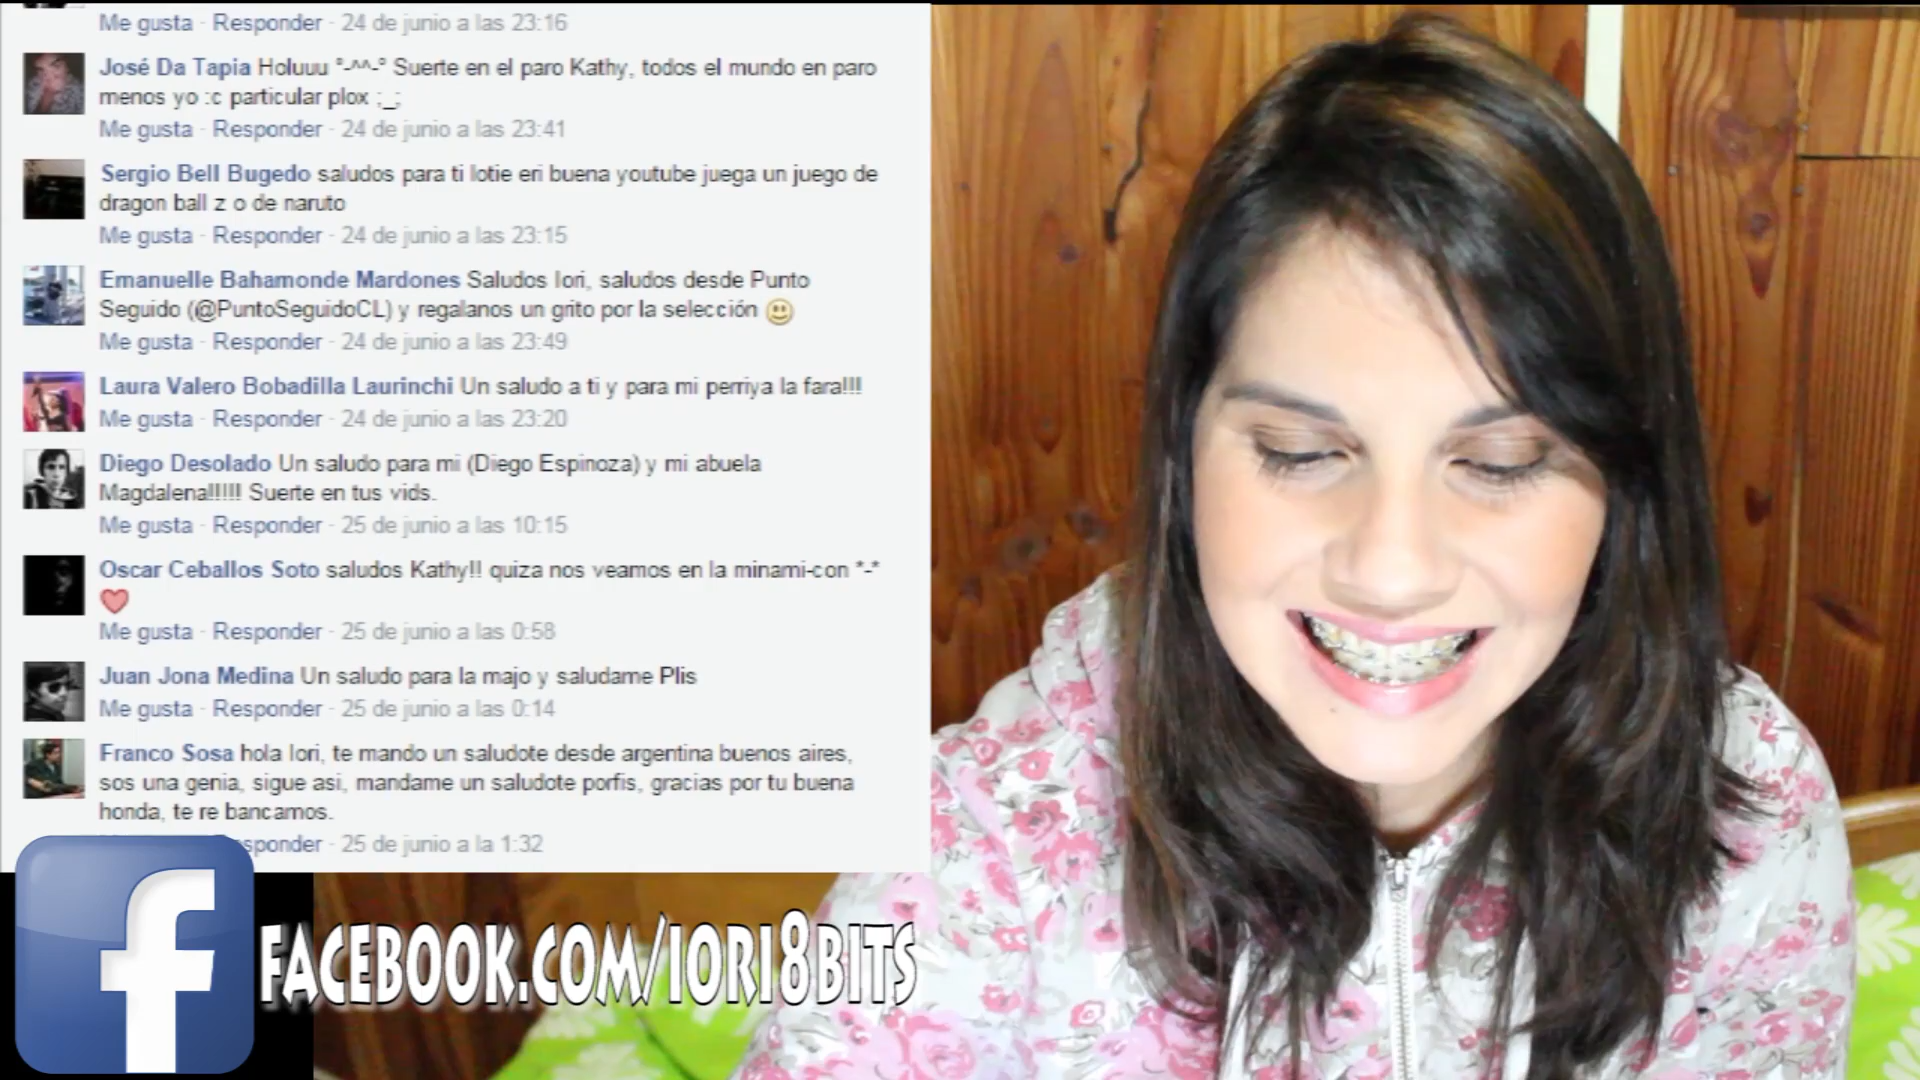 Me gusta · Responder · 24 de junio a las 23:16
José Da Tapia Holuuu °-^^-° Suerte en el paro Kathy, todos el mundo en paro
menos yo :c particular plox ;_;
Me gusta · Responder · 24 de junio a las 23:41
Sergio Bell Bugedo saludos para ti lotie eri buena youtube juega un juego de
dragon ball z o de naruto
Me gusta · Responder · 24 de junio a las 23:15
Emanuelle Bahamonde Mardones Saludos Iori, saludos desde Punto
Seguido (@PuntoSeguidoCL) y regalanos un grito por la selección
Me gusta · Responder · 24 de junio a las 23:49
Laura Valero Bobadilla Laurinchi Un saludo a ti y para mi perriya la fara!!!
Me gusta · Responder · 24 de junio a las 23:20
Diego Desolado Un saludo para mi (Diego Espinoza) y mi abuela
Magdalena!!!!! Suerte en tus vids.
Me gusta · Responder · 25 de junio a las 10:15
Oscar Ceballos Soto saludos Kathy!! quiza nos veamos en la minami-con *-*
Me gusta · Responder · 25 de junio a las 0:58
Juan Jona Medina Un saludo para la majo y saludame Plis
Me gusta · Responder · 25 de junio a las 0:14
Franco Sosa hola Iori, te mando un saludote desde argentina buenos aires,
sos una genia, sigue asi, mandame un saludote porfis, gracias por tu buena
honda, te re bancamos.
sponder · 25 de junio a la 1:32
f
FACEBOOK.COM/IORI8BITS